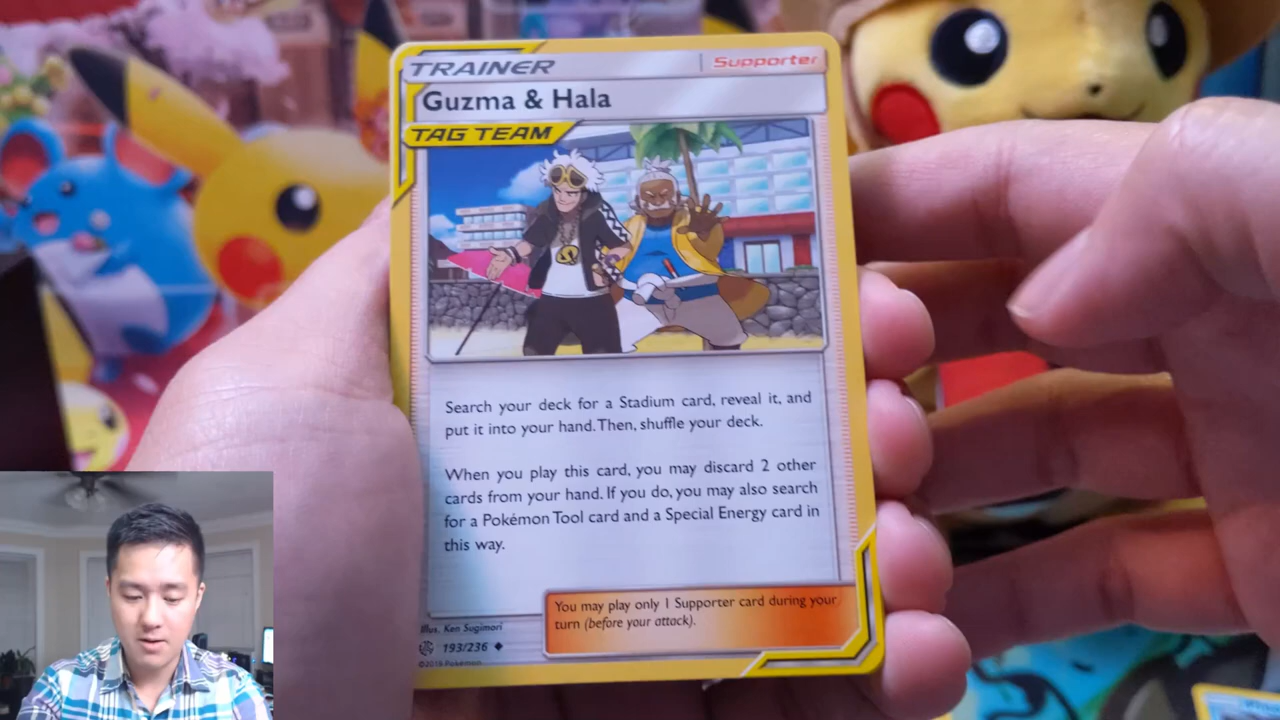 TRAINER
Supporter
Guzma & Hala
TAG TEAM
Search your deck for a Stadium card, reveal it, and
put it into your hand. Then, shuffle your deck.
When you play this card, you may discard 2 other
cards from your hand. If you do, you may also search
for a Pokémon Tool card and a Special Energy card in
this way.
You may play only 1 Supporter card during your
turn (before your attack).
Illus. Ken Sugimori
193/236
©2019 Pokémon